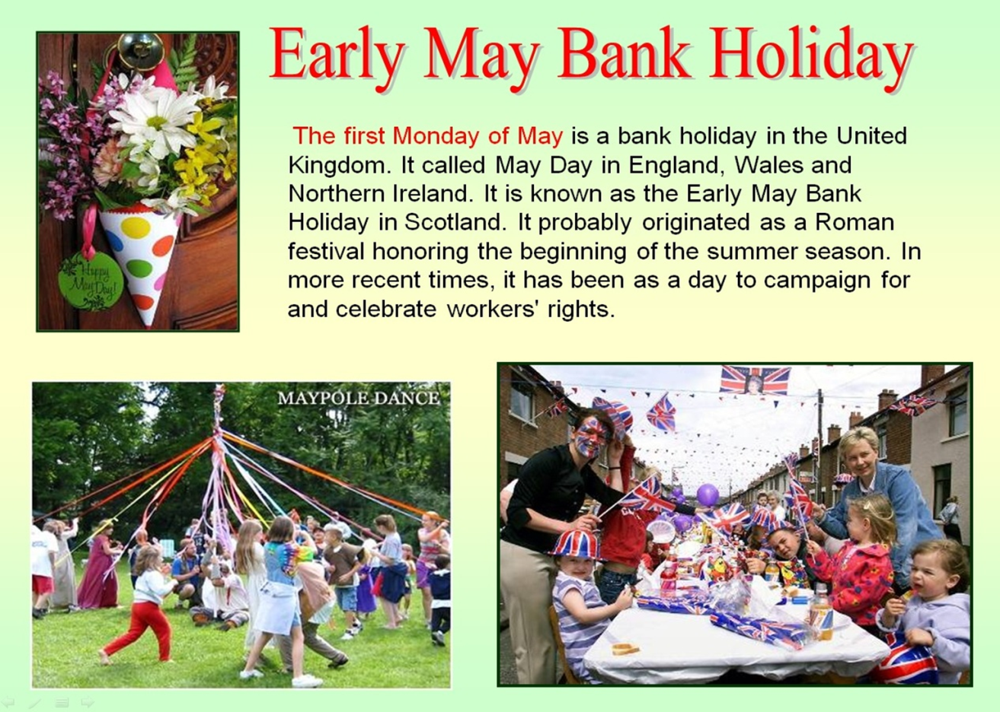 Early May Bank Holiday
The first Monday of May is a bank holiday in the United
Kingdom. It called May Day in England, Wales and
Northern Ireland. It is known as the Early May Bank
Holiday in Scotland. It probably originated as a Roman
festival honoring the beginning of the summer season. In
more recent times, it has been as a day to campaign for
and celebrate workers' rights.
Happy
May Day!
MAYPOLE DANCE